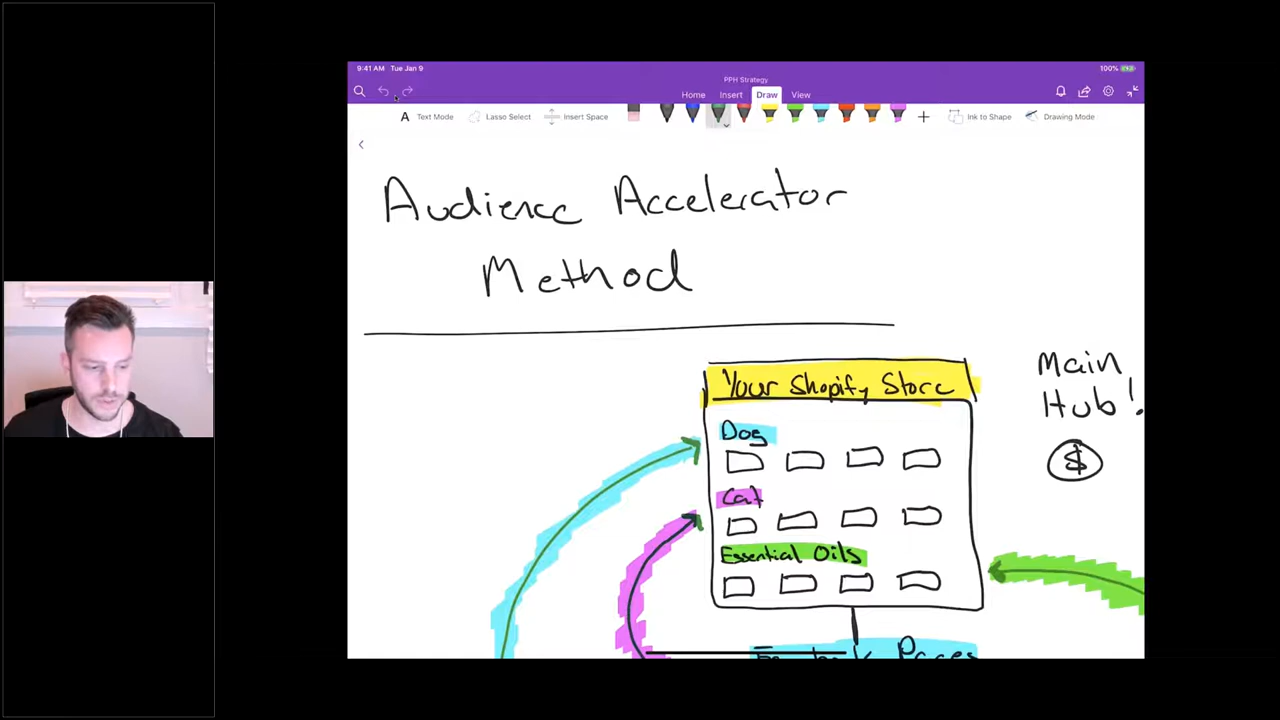 9:41 AM Tue Jan 9
100%
PPH Strategy
Home Insert Draw View
A Text Mode Lasso Select Insert Space Ink to Shape Drawing Mode
Audience Accelerator
Method
Your Shopify Store
Main
Hub!
$
Dog
Cat
Essential Oils
Pages